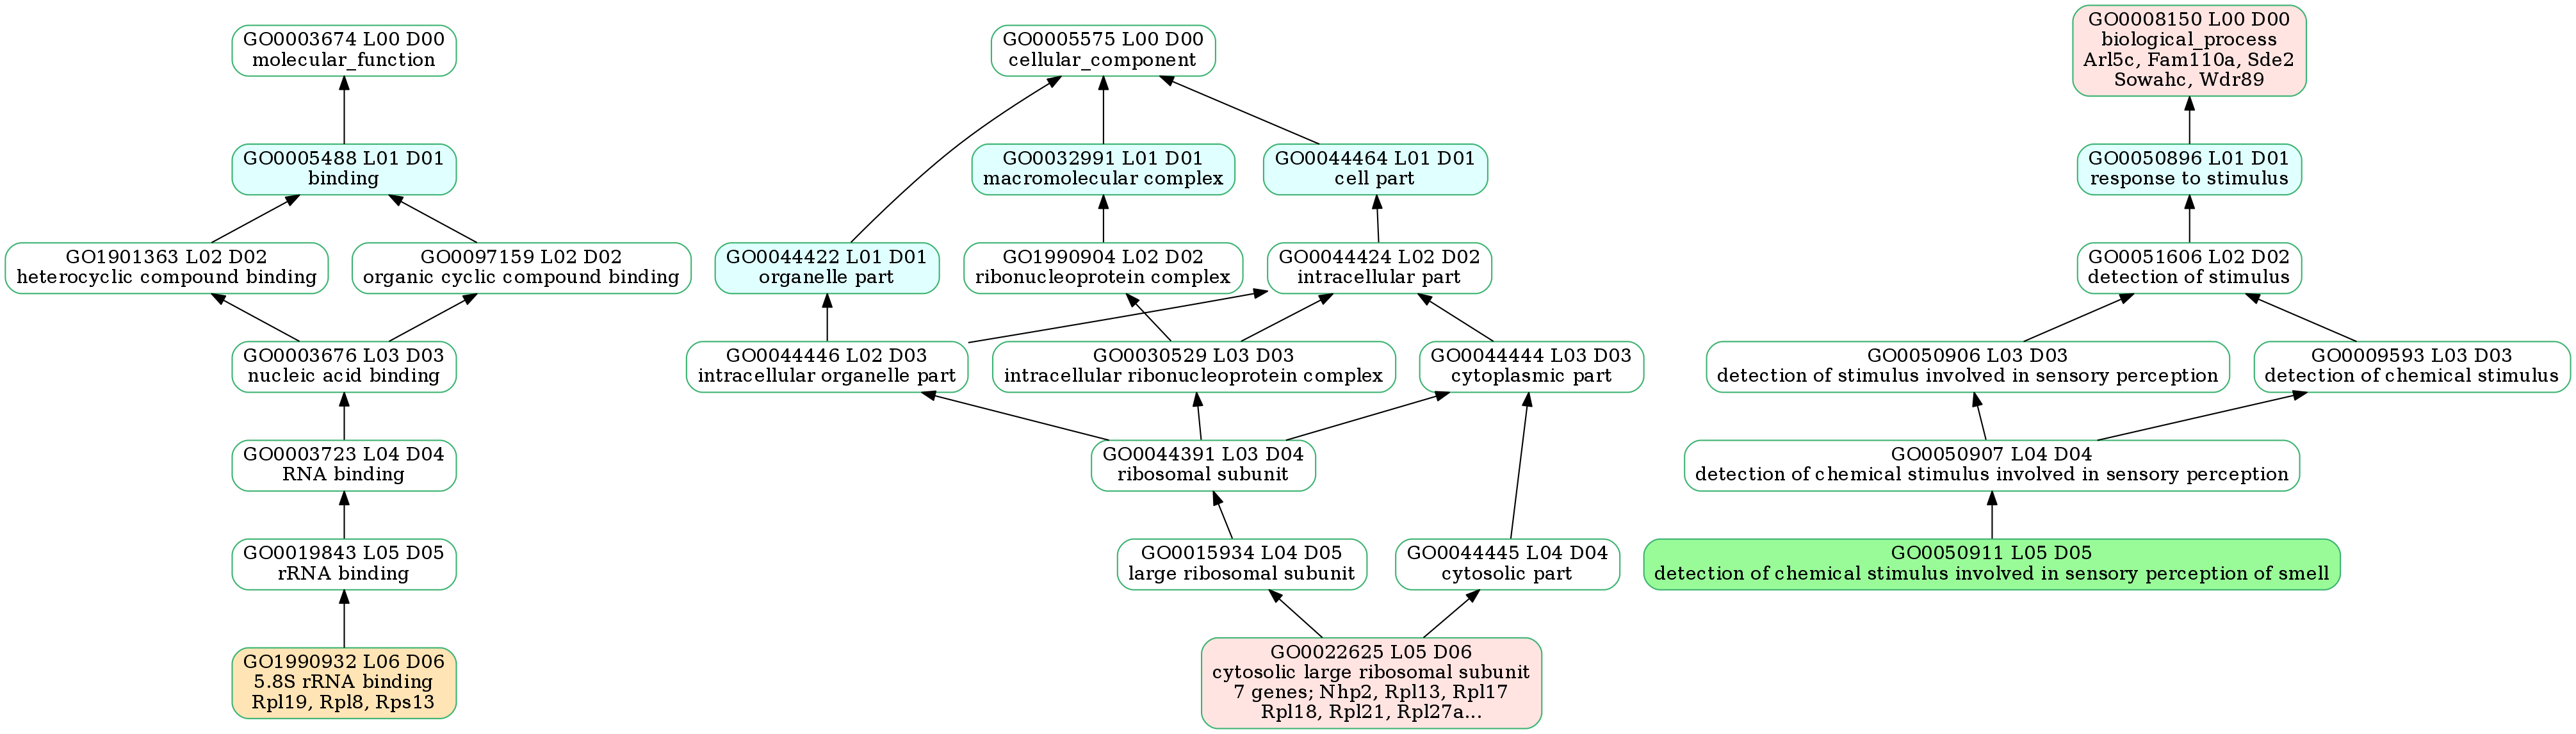 GO0003674 L00 D00
molecular_function
GO0005488 L01 D01
binding
GO1901363 L02 D02
heterocyclic compound binding
GO0097159 L02 D02
organic cyclic compound binding
GO0003676 L03 D03
nucleic acid binding
GO0003723 L04 D04
RNA binding
GO0019843 L05 D05
rRNA binding
GO1990932 L06 D06
5.8S rRNA binding
Rpl19, Rpl8, Rps13
GO0005575 L00 D00
cellular_component
GO0032991 L01 D01
macromolecular complex
GO0044464 L01 D01
cell part
GO0044422 L01 D01
organelle part
GO1990904 L02 D02
ribonucleoprotein complex
GO0044424 L02 D02
intracellular part
GO0044446 L02 D03
intracellular organelle part
GO0030529 L03 D03
intracellular ribonucleoprotein complex
GO0044444 L03 D03
cytoplasmic part
GO0044391 L03 D04
ribosomal subunit
GO0015934 L04 D05
large ribosomal subunit
GO0044445 L04 D04
cytosolic part
GO0022625 L05 D06
cytosolic large ribosomal subunit
7 genes; Nhp2, Rpl13, Rpl17
Rpl18, Rpl21, Rpl27a...
GO0008150 L00 D00
biological_process
Arl5c, Fam110a, Sde2
Sowahc, Wdr89
GO0050896 L01 D01
response to stimulus
GO0051606 L02 D02
detection of stimulus
GO0050906 L03 D03
detection of stimulus involved in sensory perception
GO0009593 L03 D03
detection of chemical stimulus
GO0050907 L04 D04
detection of chemical stimulus involved in sensory perception
GO0050911 L05 D05
detection of chemical stimulus involved in sensory perception of smell